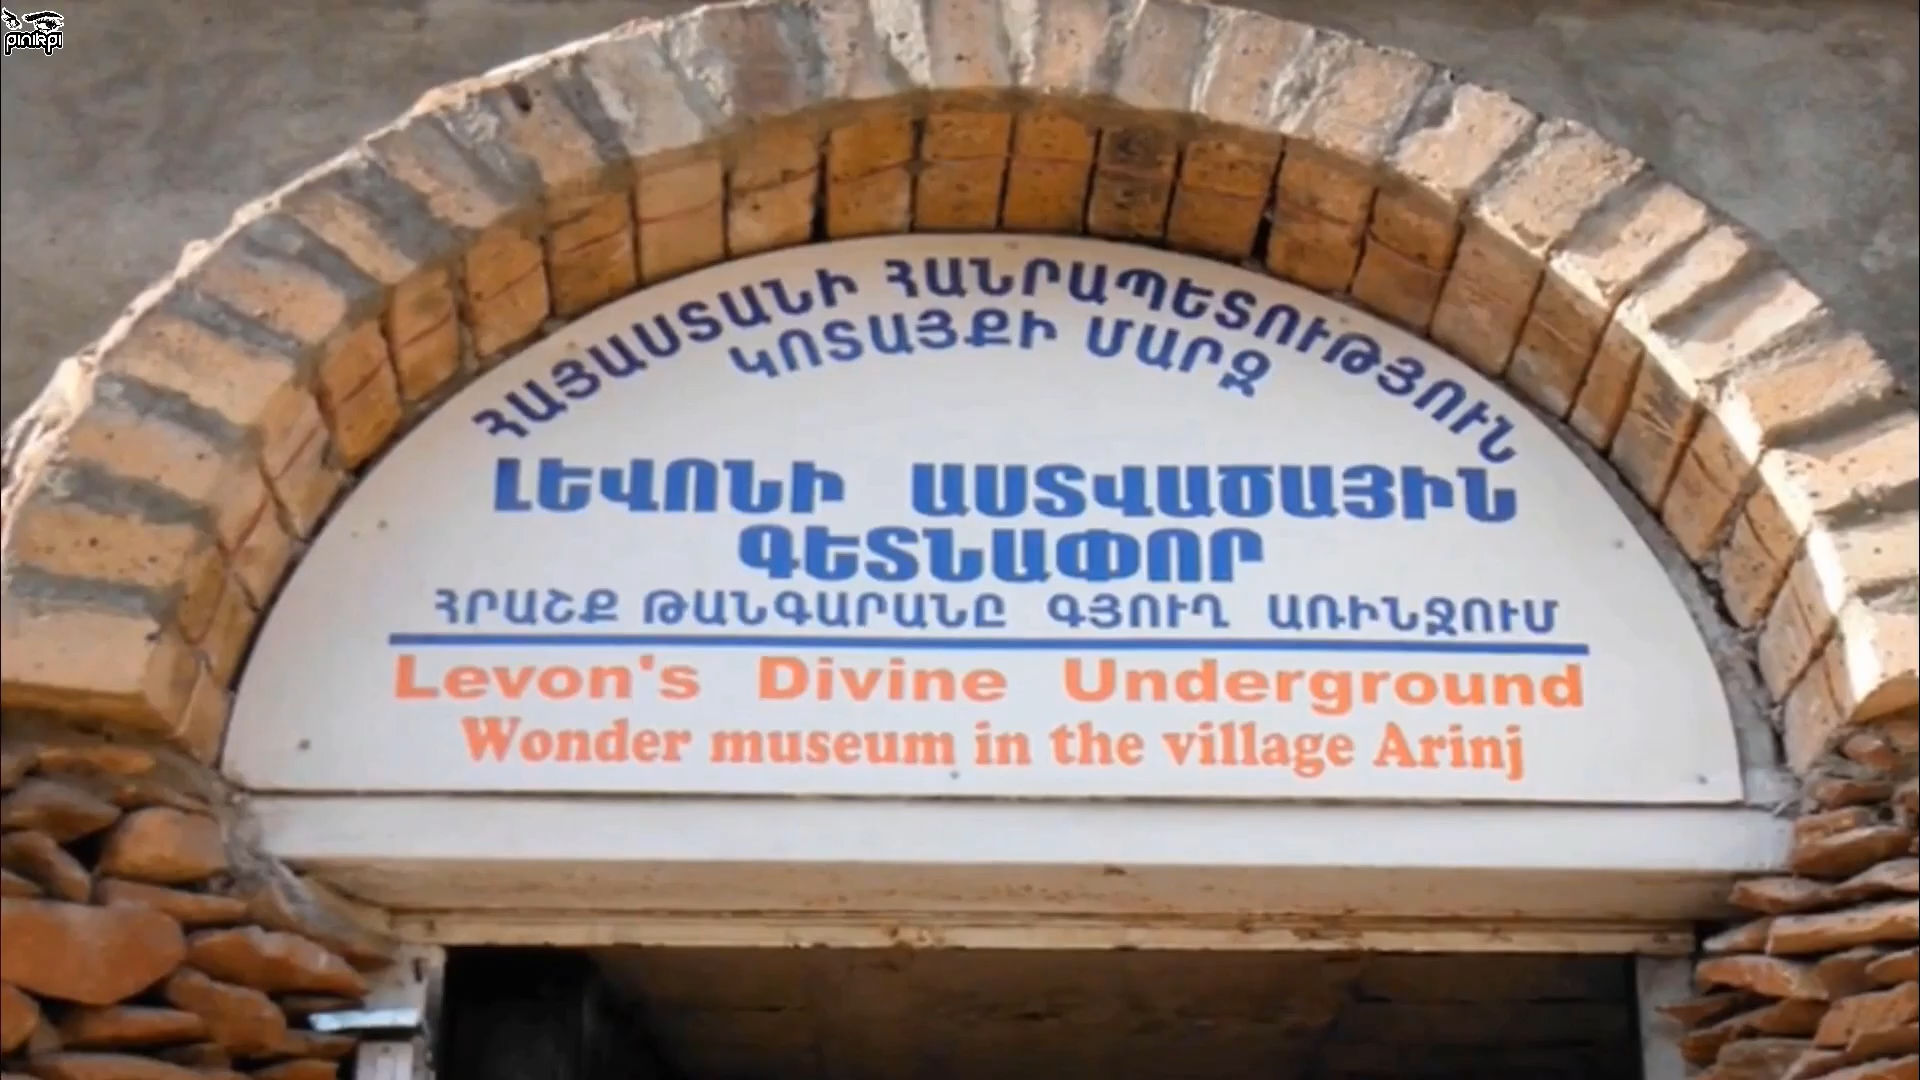 pinikpi
ՀԱՅԱՍՏԱՆԻ ՀԱՆՐԱՊԵՏՈՒԹՅՈՒՆ
ԿՈՏԱՅՔԻ ՄԱՐԶ
ԼԵՎՈՆԻ ԱՍՏՎԱԾԱՅԻՆ
ԳԵՏՆԱՓՈՐ
ՀՐԱՇՔ ԹԱՆԳԱՐԱՆԸ ԳՅՈՒՂ ԱՌԻՆՋՈՒՄ
Levon's Divine Underground
Wonder museum in the village Arinj